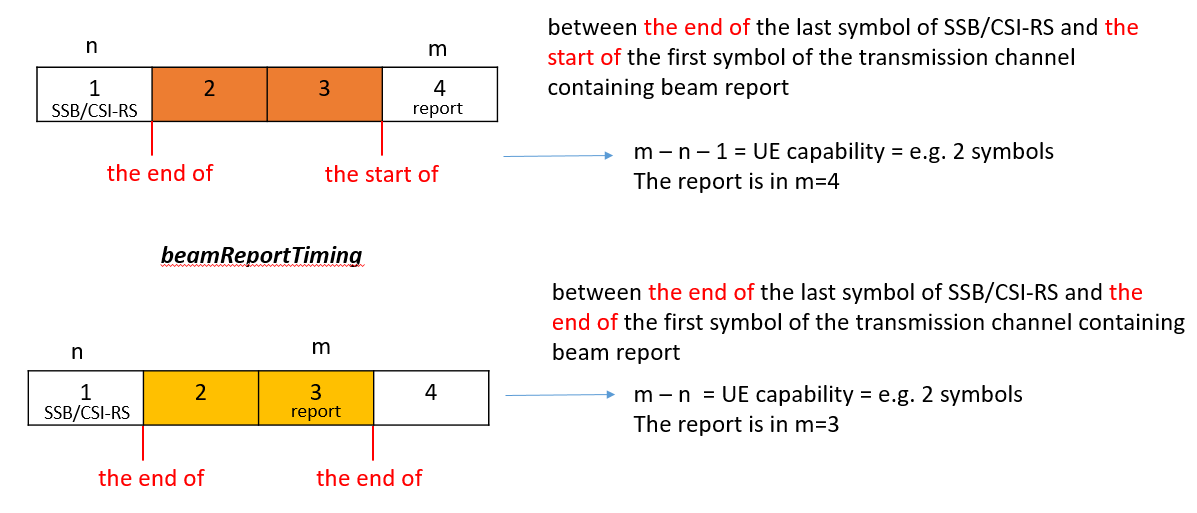 between the end of the last symbol of SSB/CSI-RS and the
start of the first symbol of the transmission channel
containing beam report
n
m
1
2
3
4
SSB/CSI-RS
report
the end of
the start of
m – n – 1 = UE capability = e.g. 2 symbols
The report is in m=4
beamReportTiming
between the end of the last symbol of SSB/CSI-RS and the
end of the first symbol of the transmission channel containing
beam report
n
m
1
2
3
4
SSB/CSI-RS
report
the end of
the end of
m – n = UE capability = e.g. 2 symbols
The report is in m=3